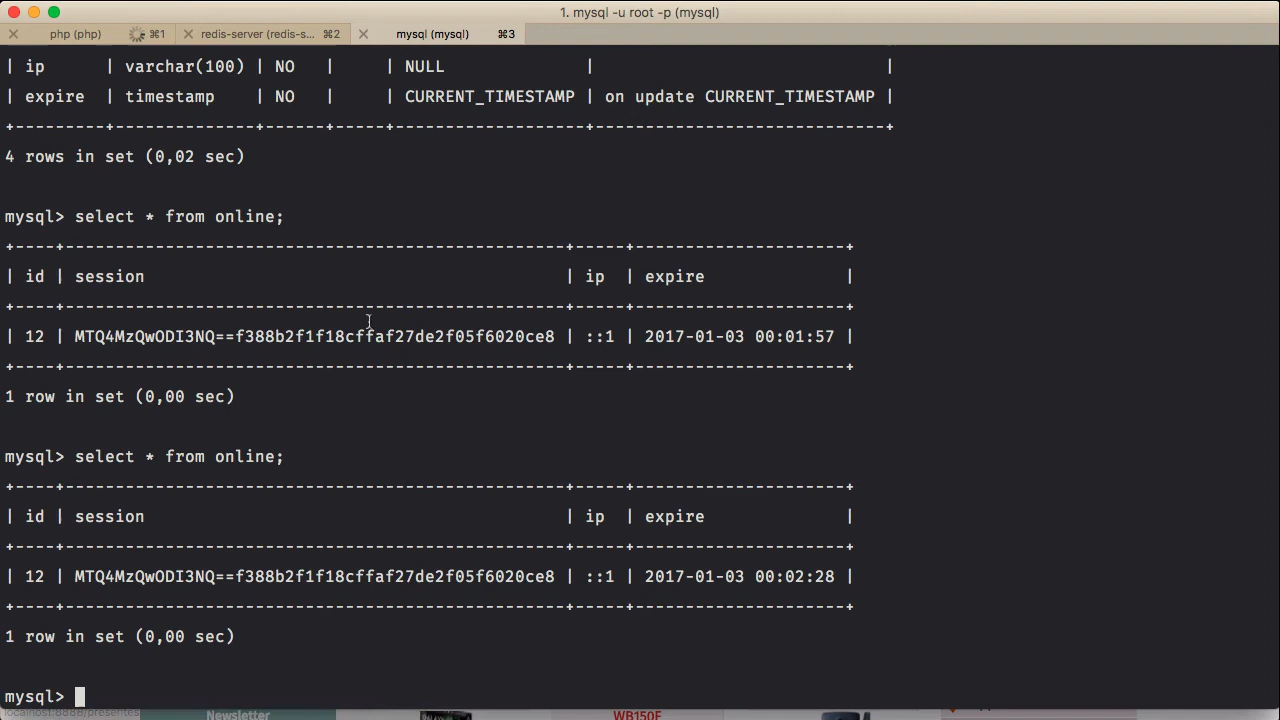 1. mysql -u root -p (mysql)
php (php) ⌘1 redis-server (redis-s... ⌘2 mysql (mysql) ⌘3
| ip | varchar(100) | NO | | NULL | |
| expire | timestamp | NO | | CURRENT_TIMESTAMP | on update CURRENT_TIMESTAMP |
+---------+--------------+------+-----+-------------------+-----------------------------+
4 rows in set (0,02 sec)
mysql> select * from online;
+----+--------------------------------------------------+-----+---------------------+
| id | session | ip | expire |
+----+--------------------------------------------------+-----+---------------------+
| 12 | MTQ4MzQwODI3NQ==f388b2f1f18cffaf27de2f05f6020ce8 | ::1 | 2017-01-03 00:01:57 |
+----+--------------------------------------------------+-----+---------------------+
1 row in set (0,00 sec)
mysql> select * from online;
+----+--------------------------------------------------+-----+---------------------+
| id | session | ip | expire |
+----+--------------------------------------------------+-----+---------------------+
| 12 | MTQ4MzQwODI3NQ==f388b2f1f18cffaf27de2f05f6020ce8 | ::1 | 2017-01-03 00:02:28 |
+----+--------------------------------------------------+-----+---------------------+
1 row in set (0,00 sec)
mysql>
localhost:8888/presentes
Newsletter
WB150F